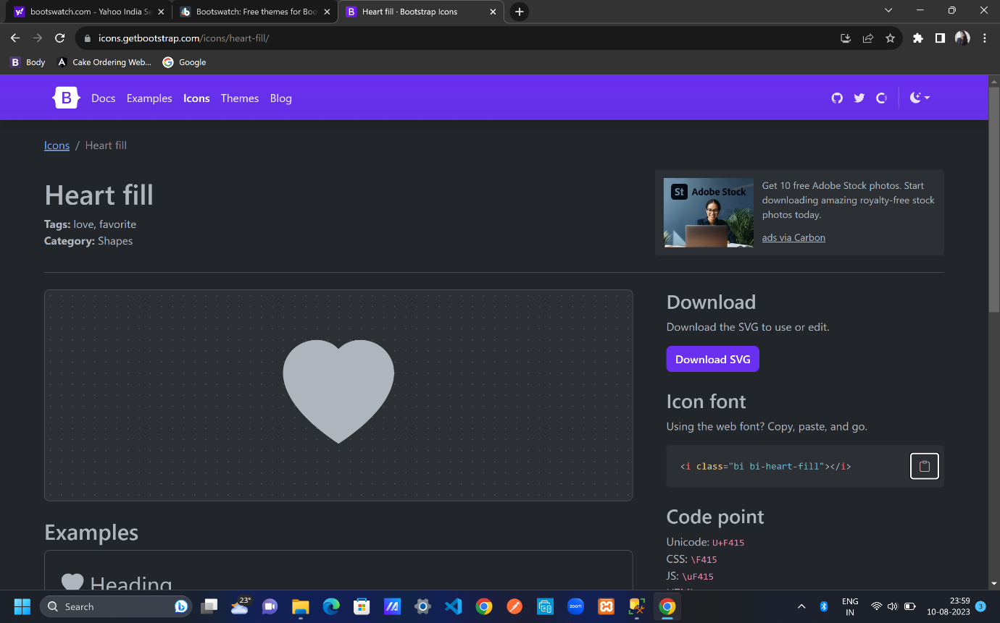 bootswatch.com - Yahoo India Se
Bootswatch: Free themes for Boo
Heart fill · Bootstrap Icons
icons.getbootstrap.com/icons/heart-fill/
B Body
Cake Ordering Web...
Google
B
Docs
Examples
Icons
Themes
Blog
Icons / Heart fill
Heart fill
Tags: love, favorite
Category: Shapes
St Adobe Stock
Get 10 free Adobe Stock photos. Start
downloading amazing royalty-free stock
photos today.
ads via Carbon
Download
Download the SVG to use or edit.
Download SVG
Icon font
Using the web font? Copy, paste, and go.
<i class="bi bi-heart-fill"></i>
Code point
Unicode: U+F415
CSS: \F415
JS: \uF415
Examples
Heading
Search
23°
zoom
ENG
IN
23:59
10-08-2023
3